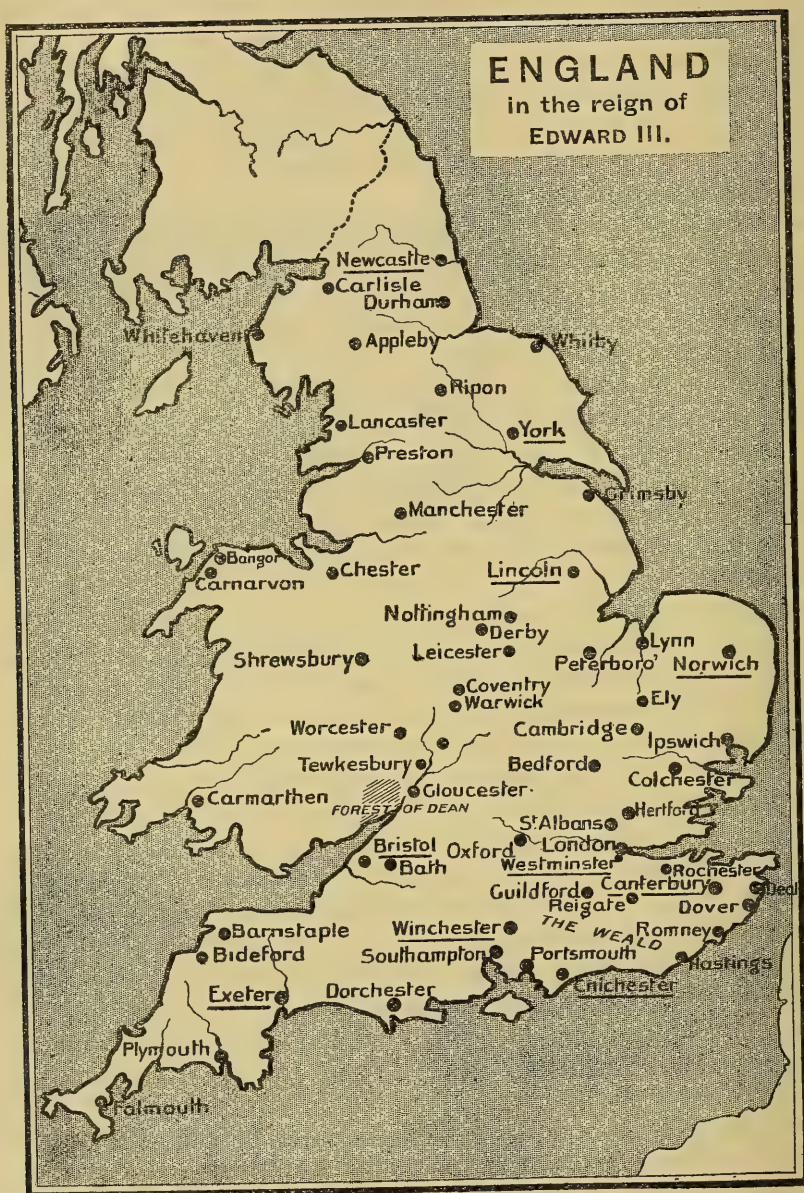 ENGLAND
in the reign of
EDWARD III.
Newcastle
Carlisle
Durham
Whitehaven
Appleby
Whitby
Ripon
Lancaster
York
Preston
Grimsby
Manchester
Bangor
Carnarvon
Chester
Lincoln
Nottingham
Derby
Lynn
Shrewsbury
Leicester
Peterboro'
Norwich
Coventry
Warwick
Ely
Worcester
Cambridge
Ipswich
Tewkesbury
Bedford
Colchester
Carmarthen
Gloucester.
FOREST OF DEAN
Hertford
St Albans
Bristol
Oxford
London
Bath
Westminster
Rochester
Guildford
Canterbury
Deal
Reigate
Dover
THE WEALD
Barnstaple
Winchester
Romney
Bideford
Southampton
Portsmouth
Hastings
Chichester
Exeter
Dorchester
Plymouth
Falmouth